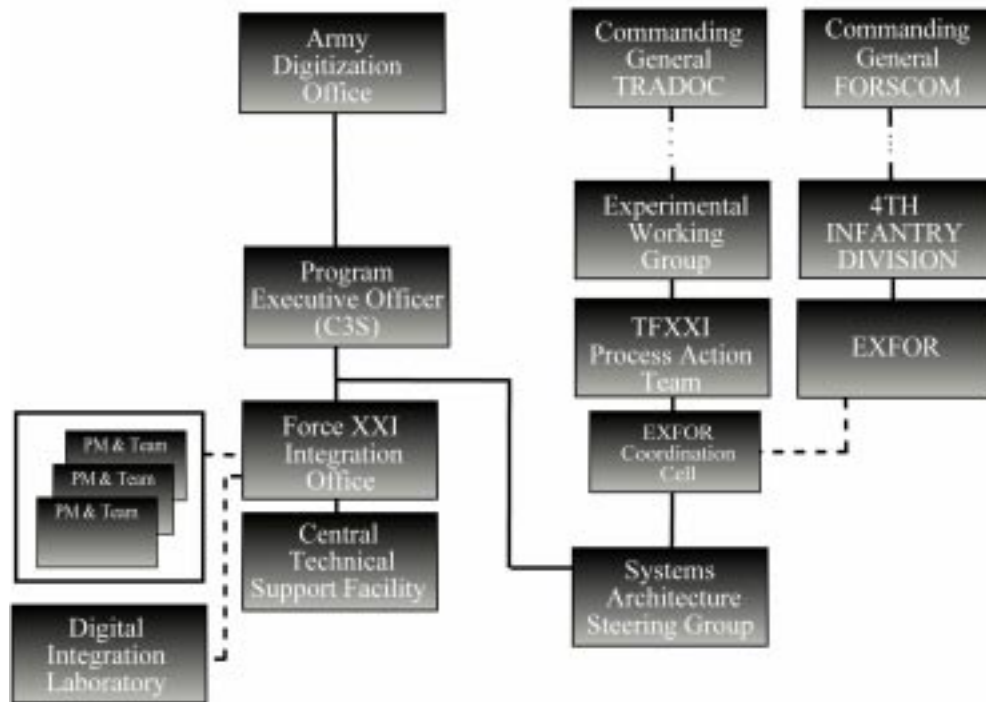 Army
Digitization
Office
Commanding
General
TRADOC
Commanding
General
FORSCOM
Experimental
Working
Group
4TH
INFANTRY
DIVISION
Program
Executive Officer
(C3S)
TFXXI
Process Action
Team
EXFOR
Force XXI
Integration
Office
EXFOR
Coordination
Cell
PM & Team
PM & Team
PM & Team
Central
Technical
Support Facility
Systems
Architecture
Steering Group
Digital
Integration
Laboratory